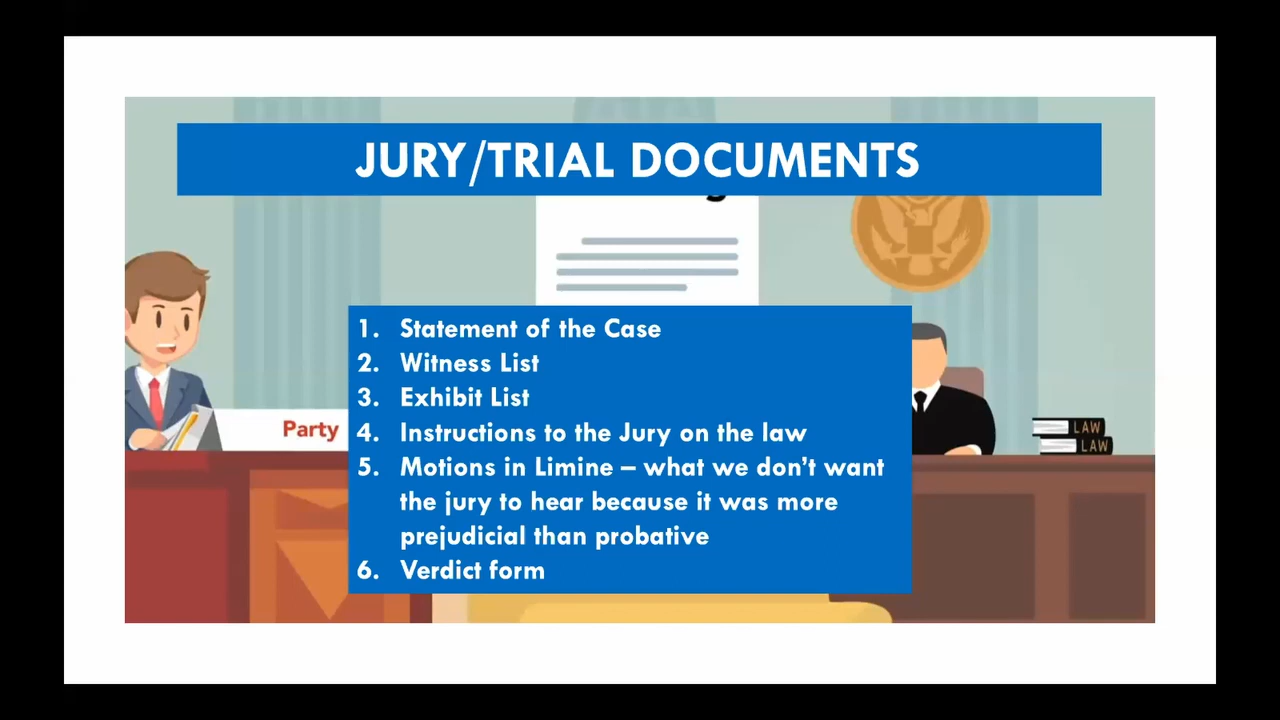 JURY/TRIAL DOCUMENTS
1. Statement of the Case
2. Witness List
3. Exhibit List
Party
4. Instructions to the Jury on the law
LAW
LAW
5. Motions in Limine – what we don't want
the jury to hear because it was more
prejudicial than probative
6. Verdict form